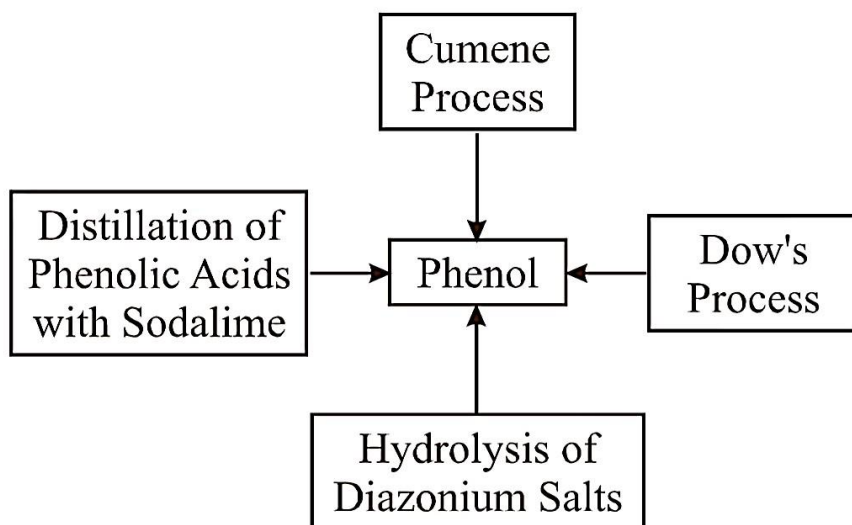 Cumene
Process
Distillation of
Phenolic Acids
with Sodalime
Phenol
Dow's
Process
Hydrolysis of
Diazonium Salts